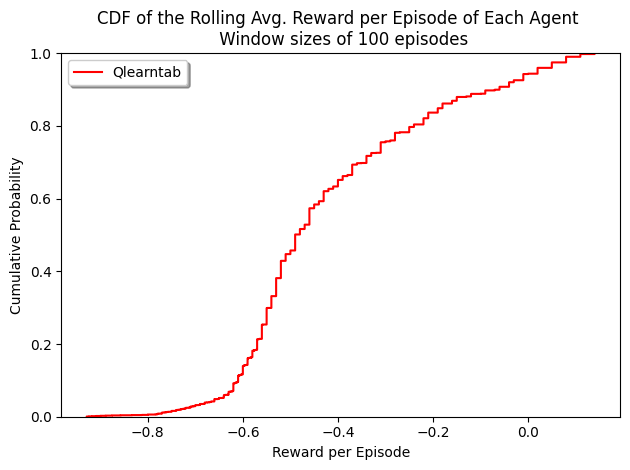 CDF of the Rolling Avg. Reward per Episode of Each Agent
Window sizes of 100 episodes
Qlearntab
1.0
0.8
0.6
0.4
0.2
0.0
Cumulative Probability
−0.8
−0.6
−0.4
−0.2
0.0
Reward per Episode